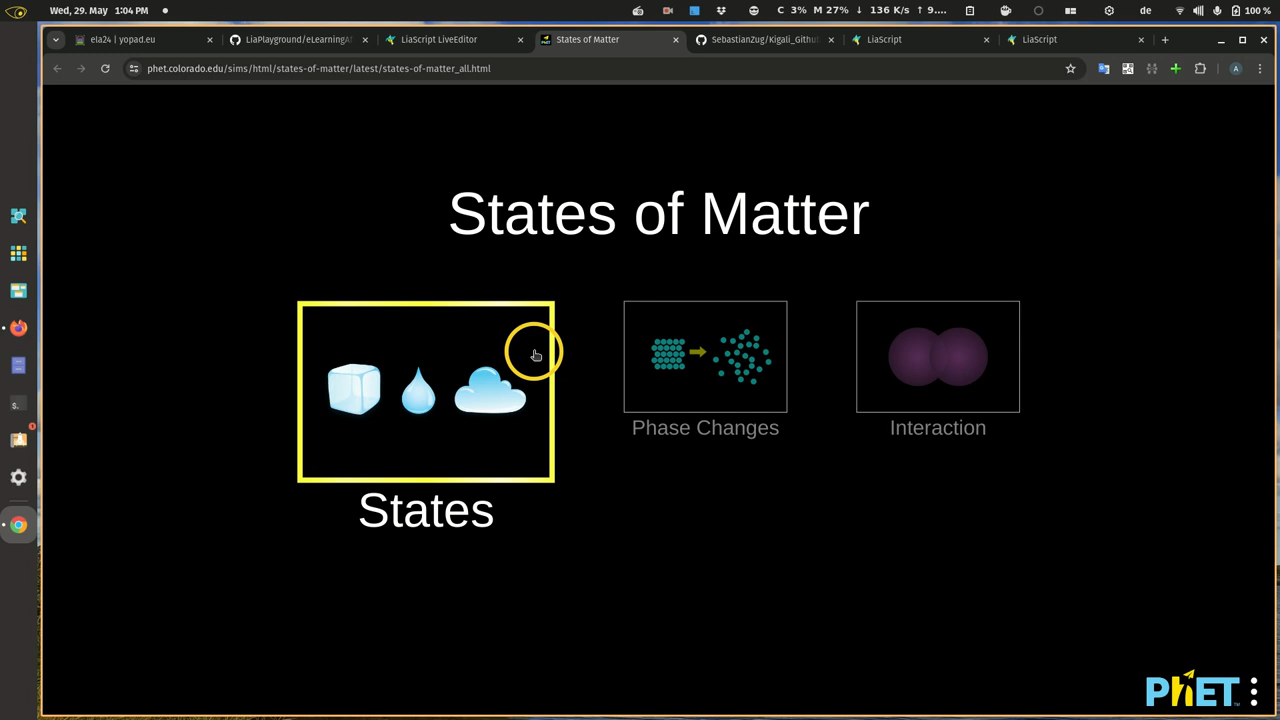 Wed, 29. May 1:04 PM
C 3% M 27% ↓ 136 K/s ↑ 9.... de 100 %
ela24 | yopad.eu
LiaPlayground/eLearningAf
LiaScript LiveEditor
States of Matter
SebastianZug/Kigali_Githu
LiaScript
LiaScript
phet.colorado.edu/sims/html/states-of-matter/latest/states-of-matter_all.html
A
States of Matter
States
Phase Changes
Interaction
PhET